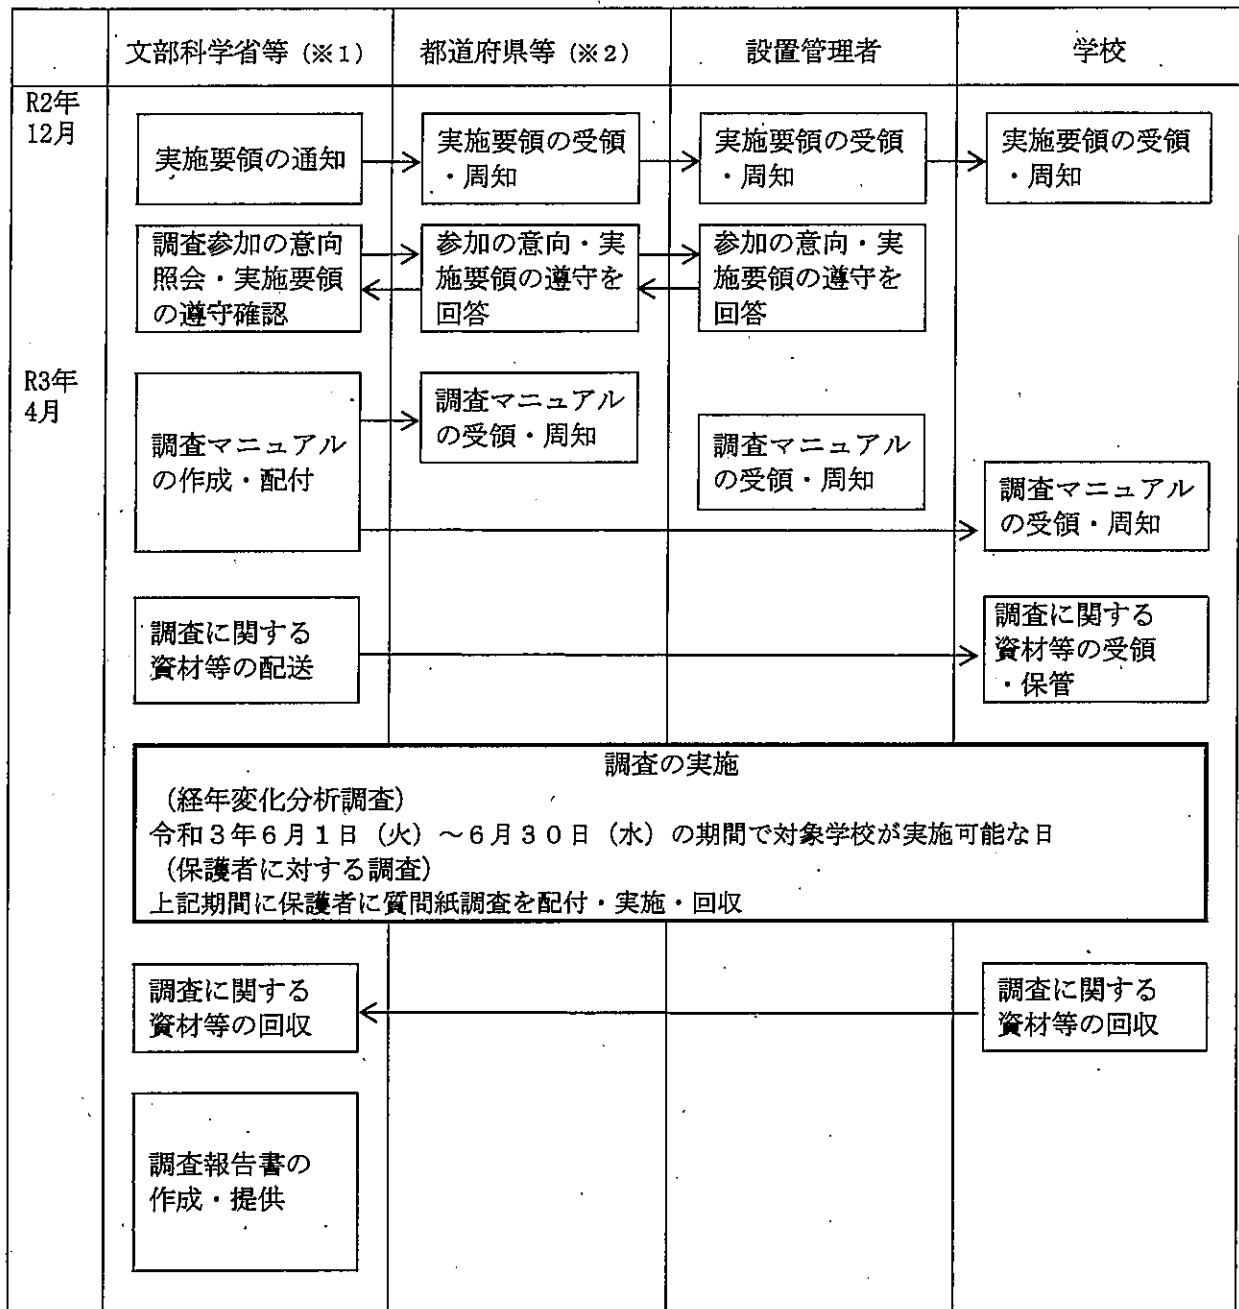 文部科学省等（※１）
都道府県等（※２）
設置管理者
学校
R2年
12月
実施要領の通知
実施要領の受領
・周知
実施要領の受領
・周知
実施要領の受領
・周知
調査参加の意向
照会・実施要領
の遵守確認
参加の意向・実
施要領の遵守を
回答
参加の意向・実
施要領の遵守を
回答
R3年
4月
調査マニュアル
の作成・配付
調査マニュアル
の受領・周知
調査マニュアル
の受領・周知
調査マニュアル
の受領・周知
調査に関する
資材等の配送
調査に関する
資材等の受領
・保管
調査の実施
（経年変化分析調査）
令和３年６月１日（火）～６月３０日（水）の期間で対象学校が実施可能な日
（保護者に対する調査）
上記期間に保護者に質問紙調査を配付・実施・回収
調査に関する
資材等の回収
調査に関する
資材等の回収
調査報告書の
作成・提供